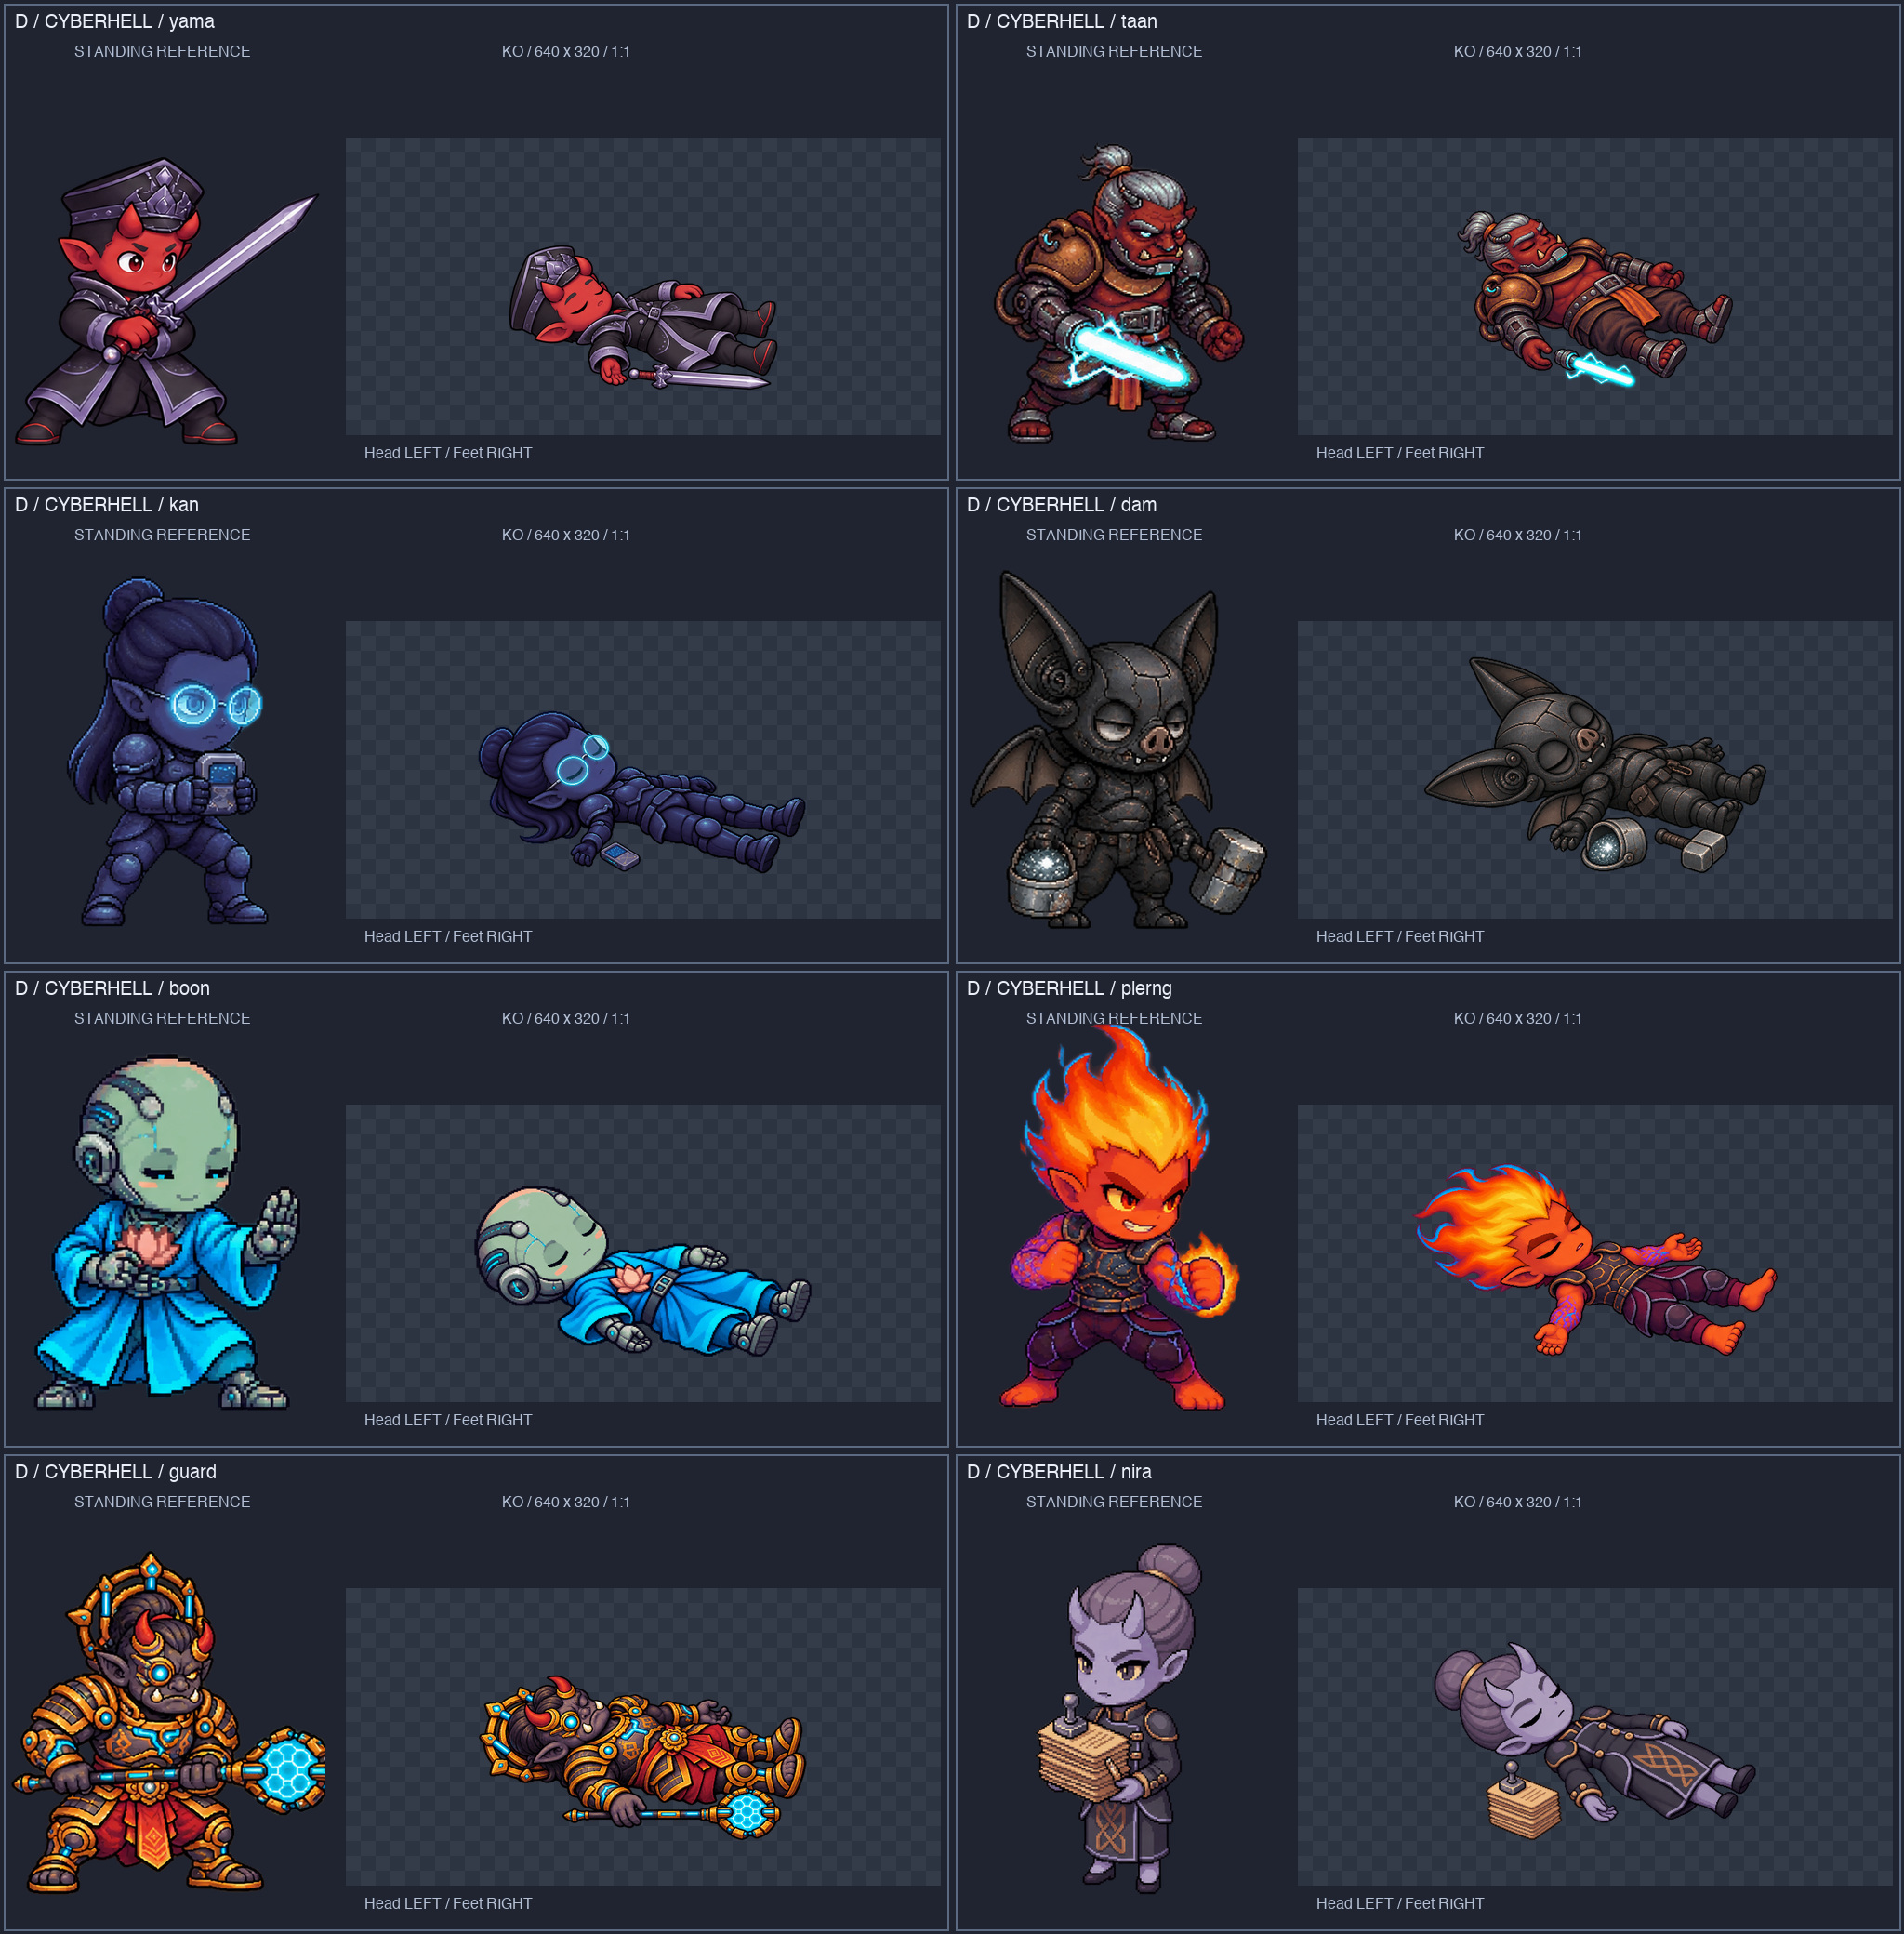 D / CYBERHELL / yama
STANDING REFERENCE
KO / 640 x 320 / 1:1
Head LEFT / Feet RIGHT
D / CYBERHELL / taan
STANDING REFERENCE
KO / 640 x 320 / 1:1
Head LEFT / Feet RIGHT
D / CYBERHELL / kan
STANDING REFERENCE
KO / 640 x 320 / 1:1
Head LEFT / Feet RIGHT
D / CYBERHELL / dam
STANDING REFERENCE
KO / 640 x 320 / 1:1
Head LEFT / Feet RIGHT
D / CYBERHELL / boon
STANDING REFERENCE
KO / 640 x 320 / 1:1
Head LEFT / Feet RIGHT
D / CYBERHELL / plerng
STANDING REFERENCE
KO / 640 x 320 / 1:1
Head LEFT / Feet RIGHT
D / CYBERHELL / guard
STANDING REFERENCE
KO / 640 x 320 / 1:1
Head LEFT / Feet RIGHT
D / CYBERHELL / nira
STANDING REFERENCE
KO / 640 x 320 / 1:1
Head LEFT / Feet RIGHT